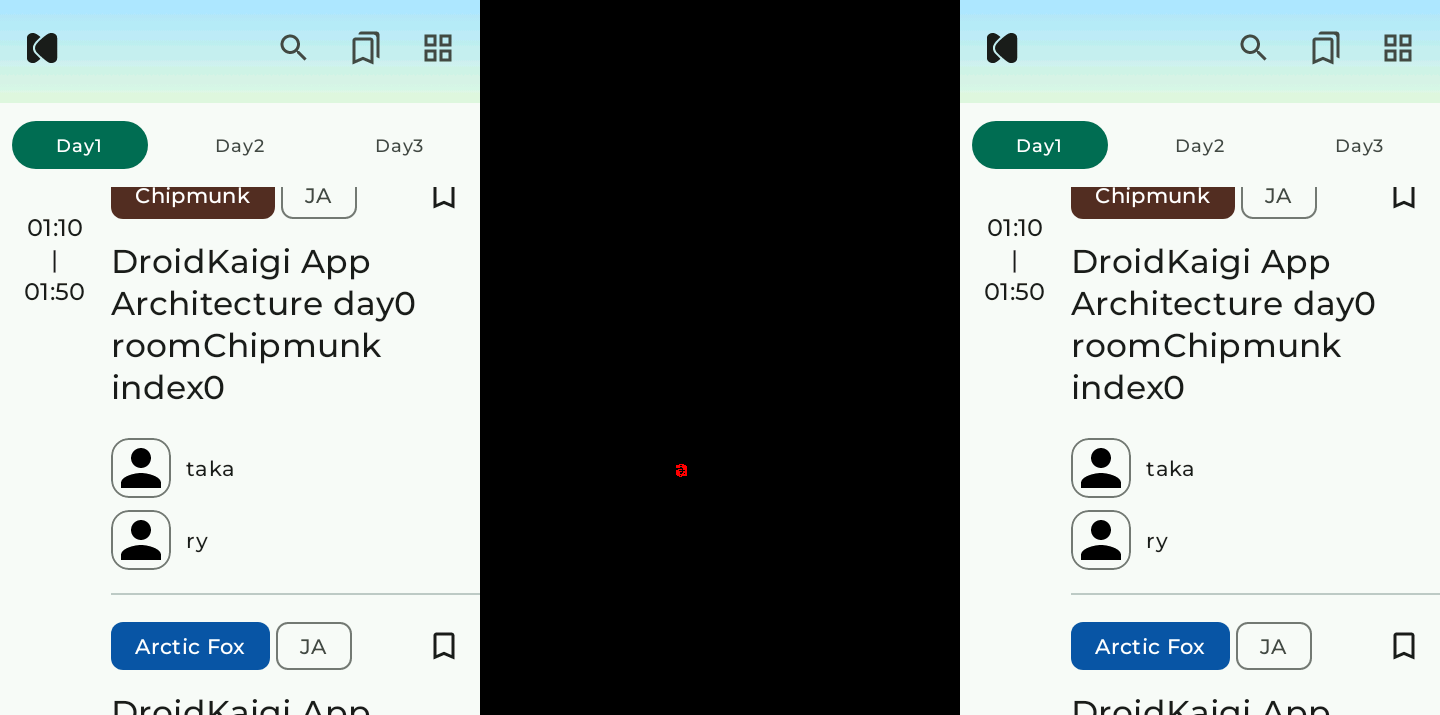 Day1 Day2 Day3
Chipmunk JA
01:10
|
01:50
DroidKaigi App
Architecture day0
roomChipmunk
index0
taka
ry
Arctic Fox JA
DroidKaigi App
a
Day1 Day2 Day3
Chipmunk JA
01:10
|
01:50
DroidKaigi App
Architecture day0
roomChipmunk
index0
taka
ry
Arctic Fox JA
DroidKaigi App